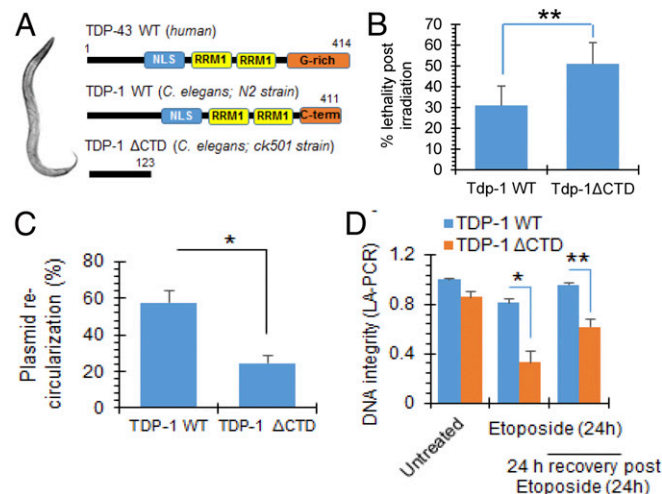 A
TDP-43 WT (human)
1
414
NLS
RRM1
RRM1
G-rich
TDP-1 WT (C. elegans; N2 strain)
411
NLS
RRM1
RRM1
C-term
TDP-1 ΔCTD (C. elegans; ck501 strain)
123
B
**
% lethality post
irradiation
70
60
50
40
30
20
10
0
Tdp-1 WT
Tdp-1ΔCTD
C
*
Plasmid re-
circularization (%)
80
60
40
20
0
TDP-1 WT
TDP-1 ΔCTD
D
TDP-1 WT
TDP-1 ΔCTD
DNA integrity (LA-PCR)
1.2
0.8
0.4
0
*
**
Untreated
Etoposide (24h)
24 h recovery post
Etoposide (24h)